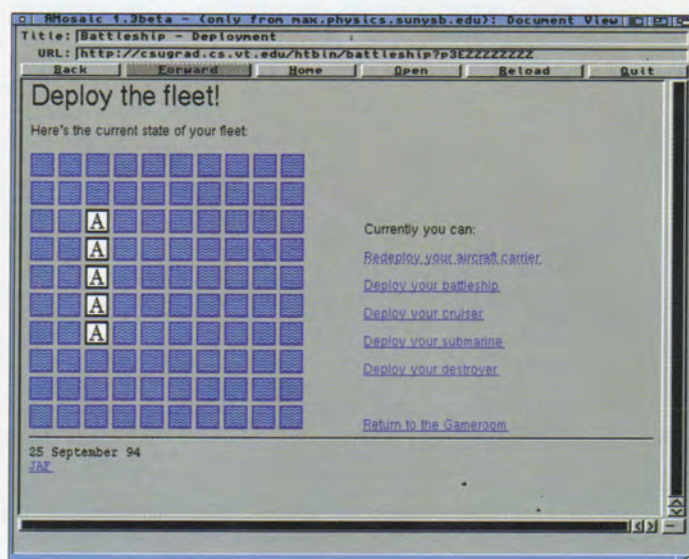 AMosaic 1.3beta - (only from max.physics.sunysb.edu): Document View
Title: Battleship - Deployment
URL: http://csugrad.cs.vt.edu/htbin/battleship?p3EZZZZZZZZ
Back Forward Home Open Reload Quit
Deploy the fleet!
Here's the current state of your fleet:
A
A
A
A
A
Currently you can:
Redeploy your aircraft carrier.
Deploy your battleship.
Deploy your cruiser.
Deploy your submarine.
Deploy your destroyer.
Return to the Gameroom.
25 September 94
JAF